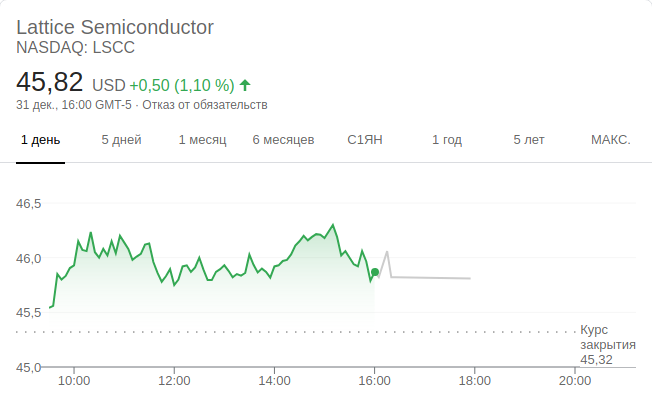 Lattice Semiconductor
NASDAQ: LSCC
45,82 USD +0,50 (1,10 %)
31 дек., 16:00 GMT-5 · Отказ от обязательств
1 день 5 дней 1 месяц 6 месяцев С1ЯН 1 год 5 лет МАКС.
46,5
46,0
45,5
Курс
закрытия
45,32
45,0
10:00 12:00 14:00 16:00 18:00 20:00